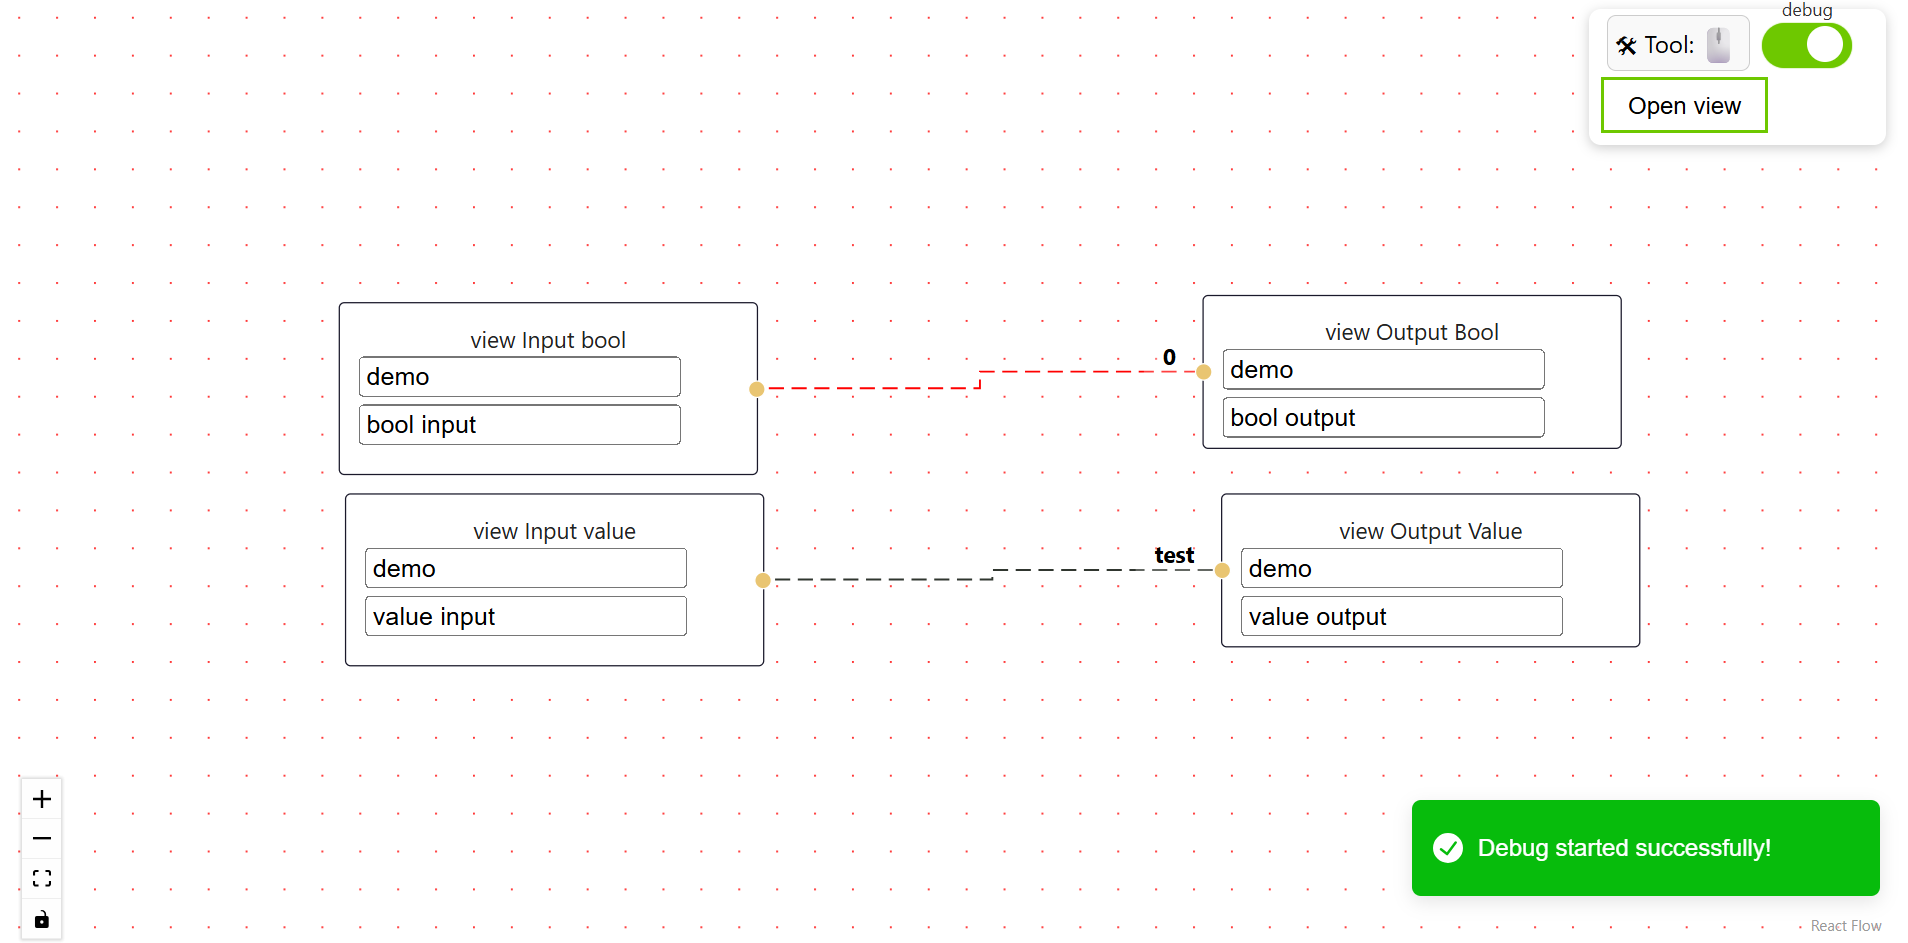 debug
🛠 Tool: 🖱
Open view
view Input bool
demo
bool input
0
view Output Bool
demo
bool output
view Input value
demo
value input
test
view Output Value
demo
value output
Debug started successfully!
React Flow